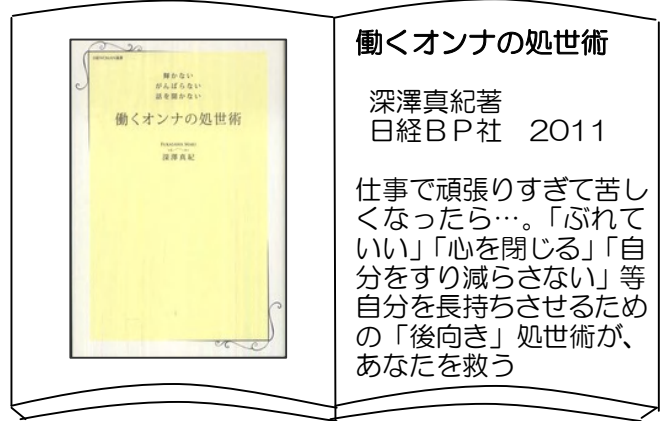 輝かない
がんばらない
話を聞かない
働くオンナの処世術
深澤真紀
働くオンナの処世術
深澤真紀著
日経BP社　2011
仕事で頑張りすぎて苦し
くなったら…。「ぶれて
いい」「心を閉じる」「自
分をすり減らさない」等
自分を長持ちさせるため
の「後向き」処世術が、
あなたを救う